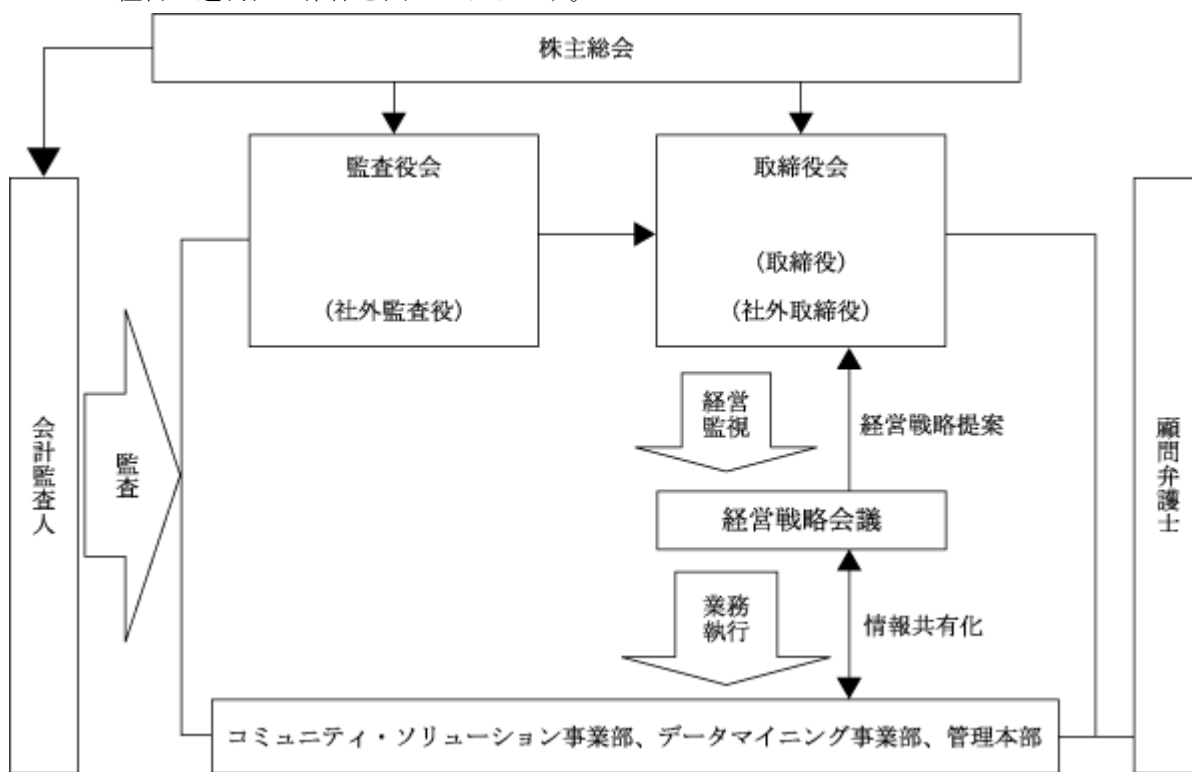 株主総会
監査役会
(社外監査役)
取締役会
(取締役)
(社外取締役)
会計監査人
監査
経営
監視
経営戦略提案
顧問弁護士
経営戦略会議
業務
執行
情報共有化
コミュニティ・ソリューション事業部、データマイニング事業部、管理本部